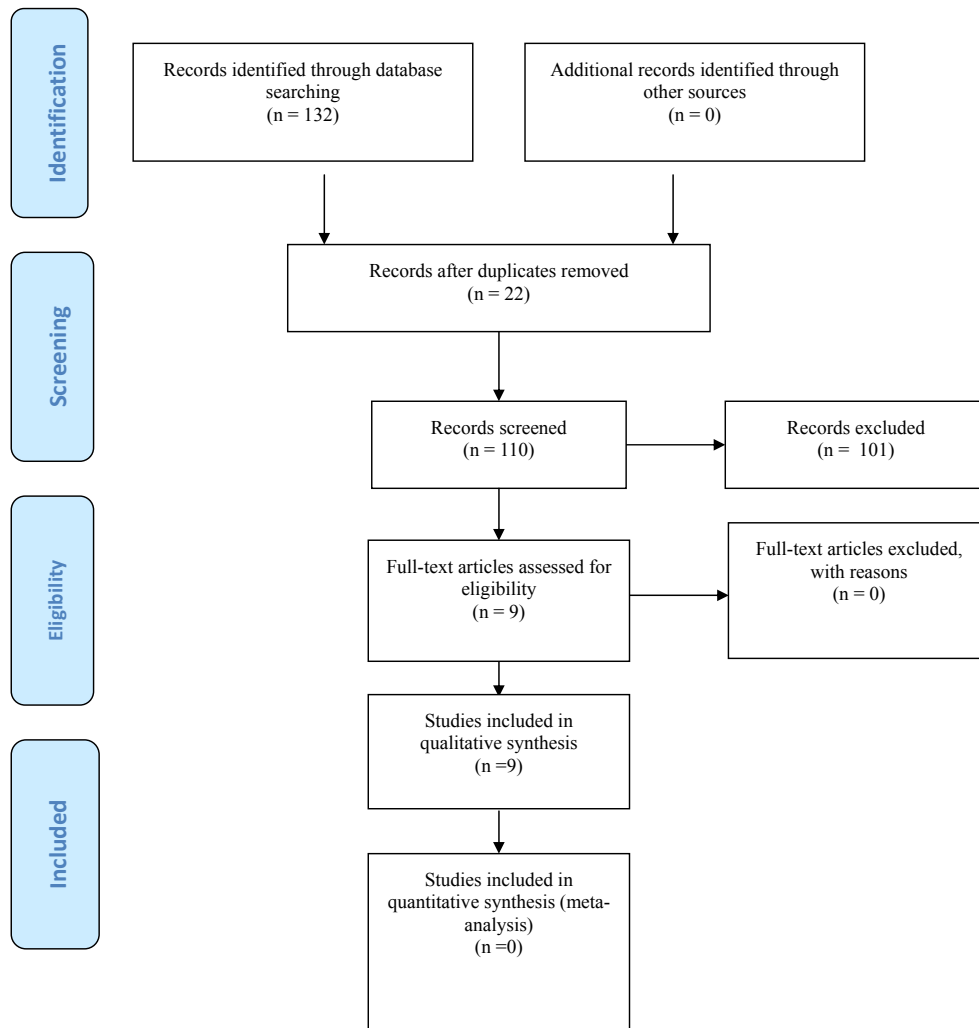 Identification
Records identified through database
searching
(n = 132)
Additional records identified through
other sources
(n = 0)
Screening
Records after duplicates removed
(n = 22)
Records screened
(n = 110)
Records excluded
(n =  101)
Eligibility
Full-text articles assessed for
eligibility
(n = 9)
Full-text articles excluded,
with reasons
(n = 0)
Included
Studies included in
qualitative synthesis
(n =9)
Studies included in
quantitative synthesis (meta-
analysis)
(n =0)